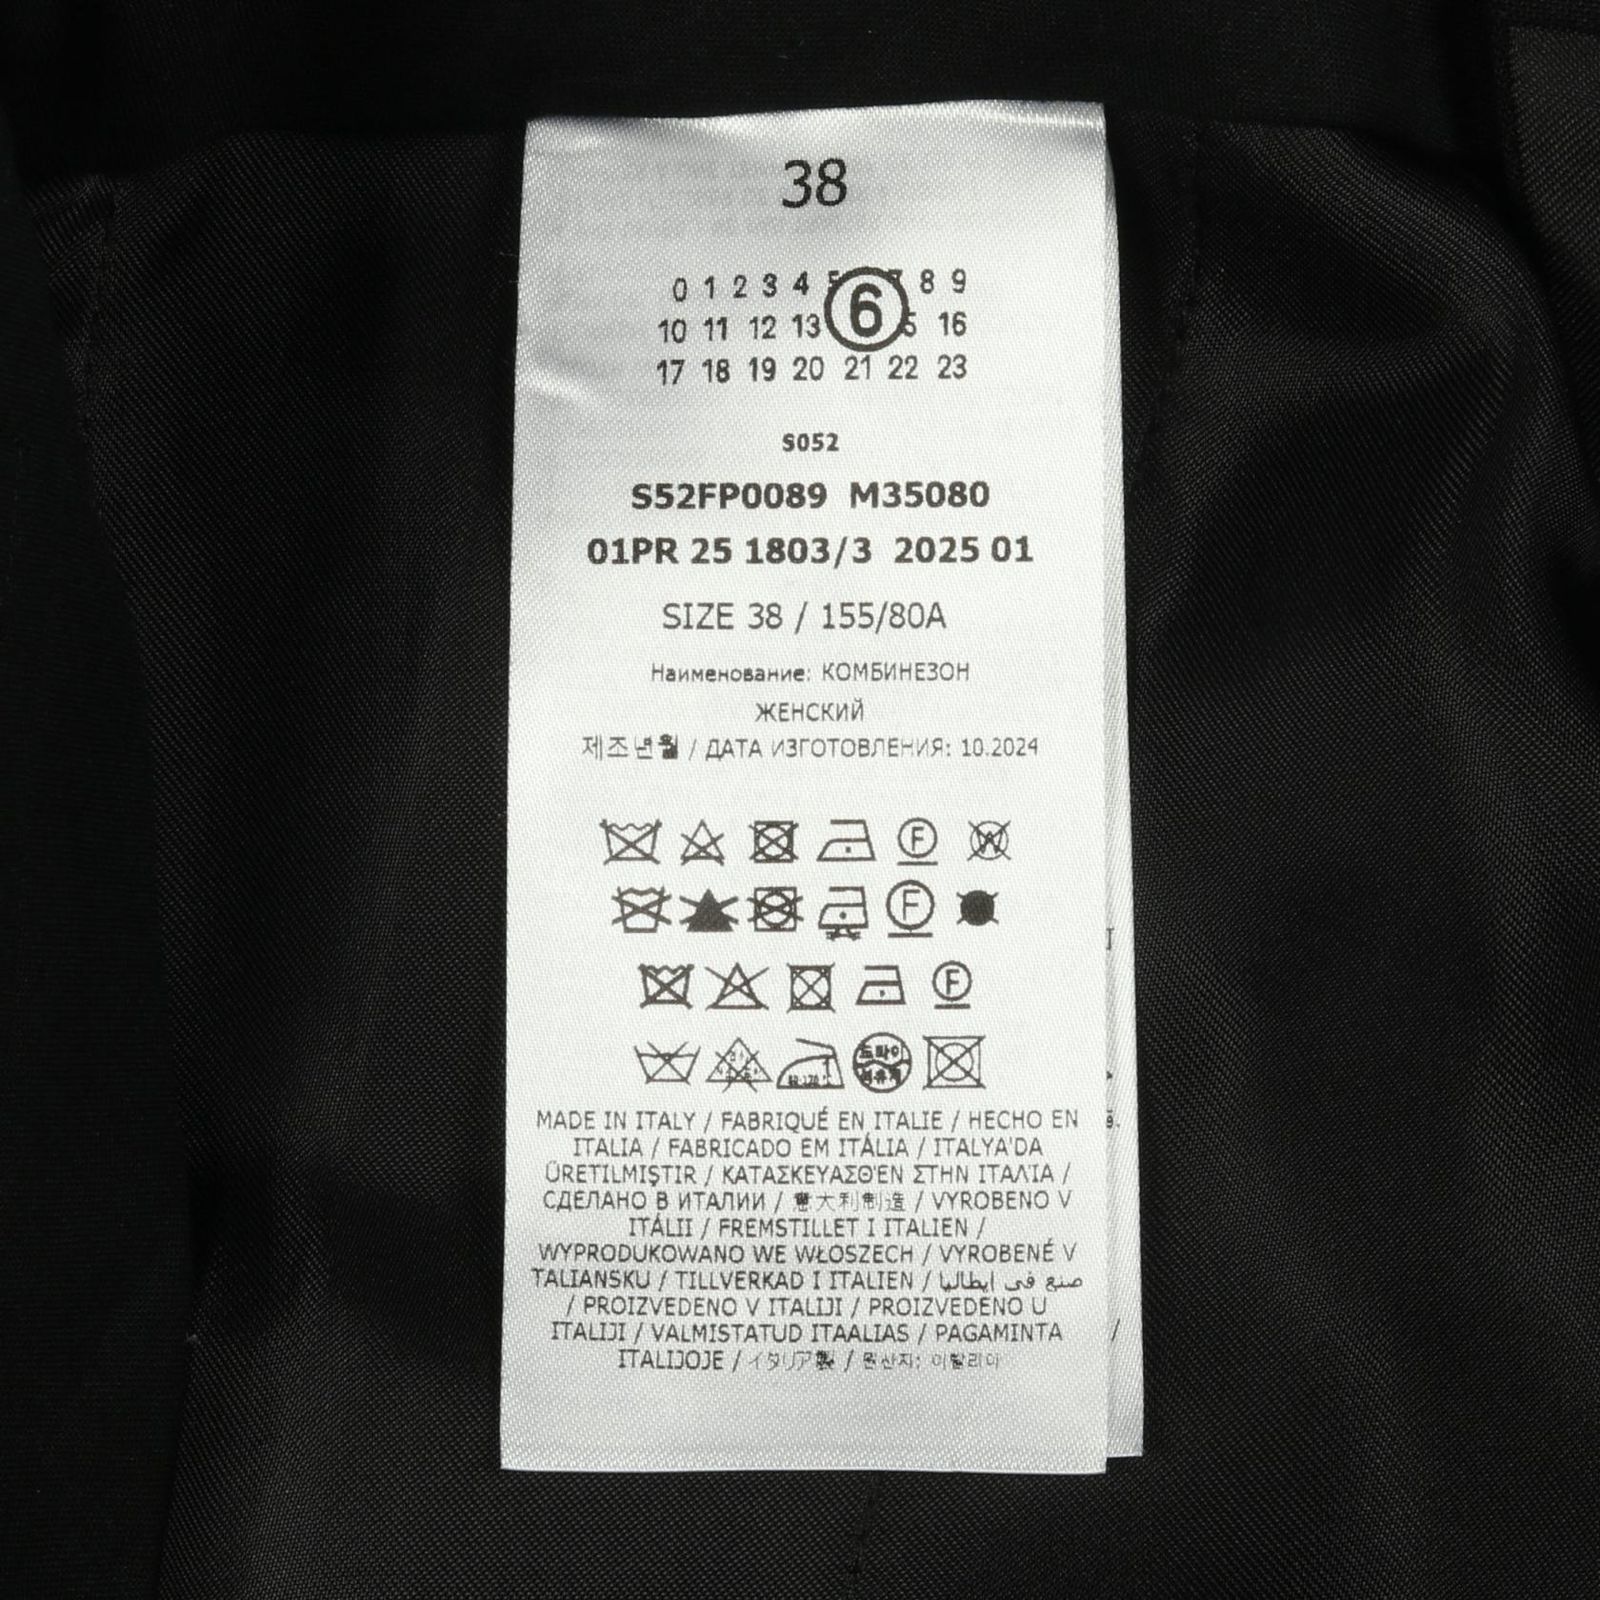 38
0 1 2 3 4 8 9
6
10 11 12 13 16
17 18 19 20 21 22 23
S052
S52FP0089 M35080
01PR 25 1803/3 2025 01
SIZE 38 / 155/80A
Наименование: КОМБИНЕЗОН
ЖЕНСКИЙ
제조년월 / ДАТА ИЗГОТОВЛЕНИЯ: 10.2024
F W
F
F
드라이
MADE IN ITALY / FABRIQUÉ EN ITALIE / HECHO EN
ITALIA / FABRICADO EM ITÁLIA / ITALYA'DA
ÜRETILMIŞTIR / ΚΑΤΑΣΚΕΥΑΣΘΈΝ ΣΤΗΝ ΙΤΑΛΊΑ /
СДЕЛАНО В ИТАЛИИ / 意大利制造 / VYROBENO V
ITÁLII / FREMSTILLET I ITALIEN /
WYPRODUKOWANO WE WŁOSZECH / VYROBENÉ V
TALIANSKU / TILLVERKAD I ITALIEN / صنع في ايطاليا
/ PROIZVEDENO V ITALIJI / PROIZVEDENO U
ITALIJI / VALMISTATUD ITAALIAS / PAGAMINTA
ITALIJOJE / イタリア製 / 원산지: 이탈리아